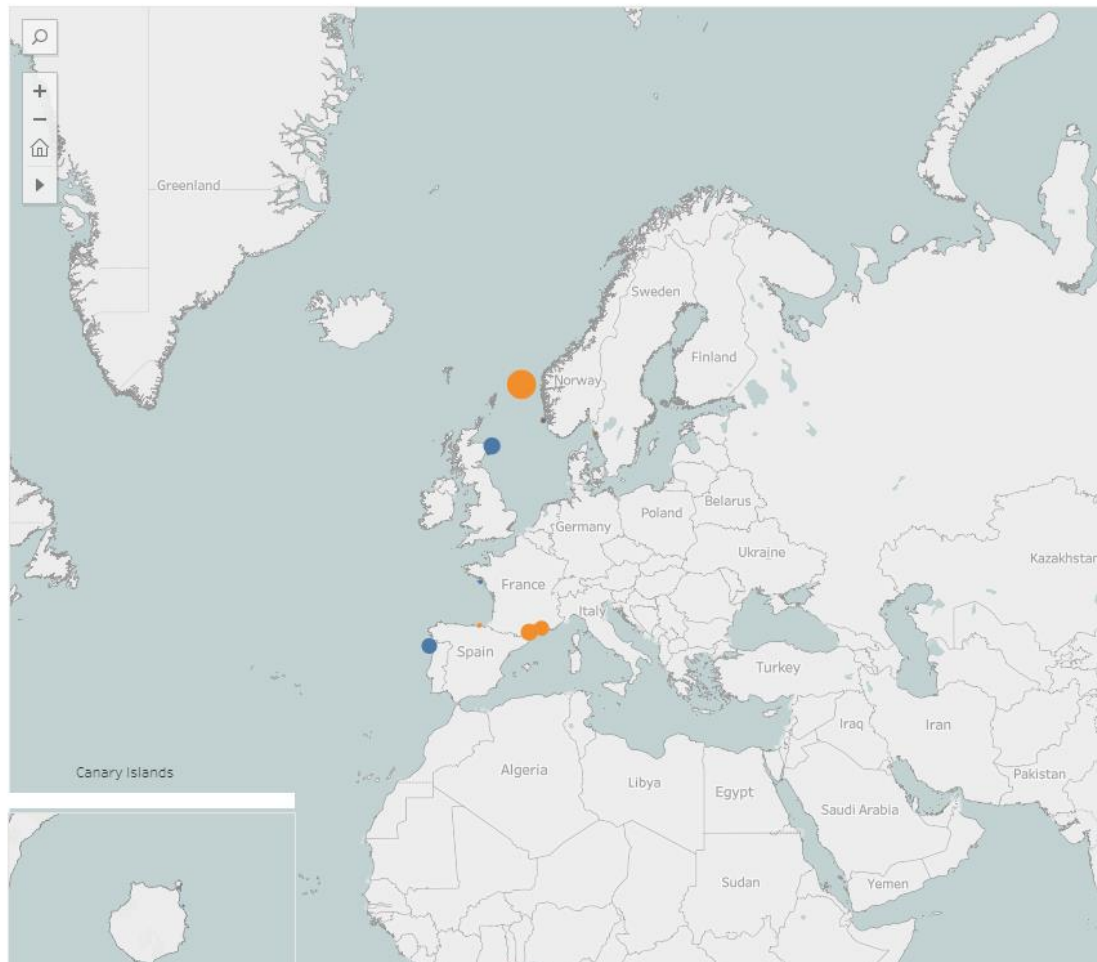 Greenland
Sweden
Finland
Norway
Belarus
Poland
Germany
Ukraine
Kazakhstan
France
Italy
Spain
Turkey
Iraq
Iran
Canary Islands
Algeria
Libya
Egypt
Pakistan
Saudi Arabia
Sudan
Yemen